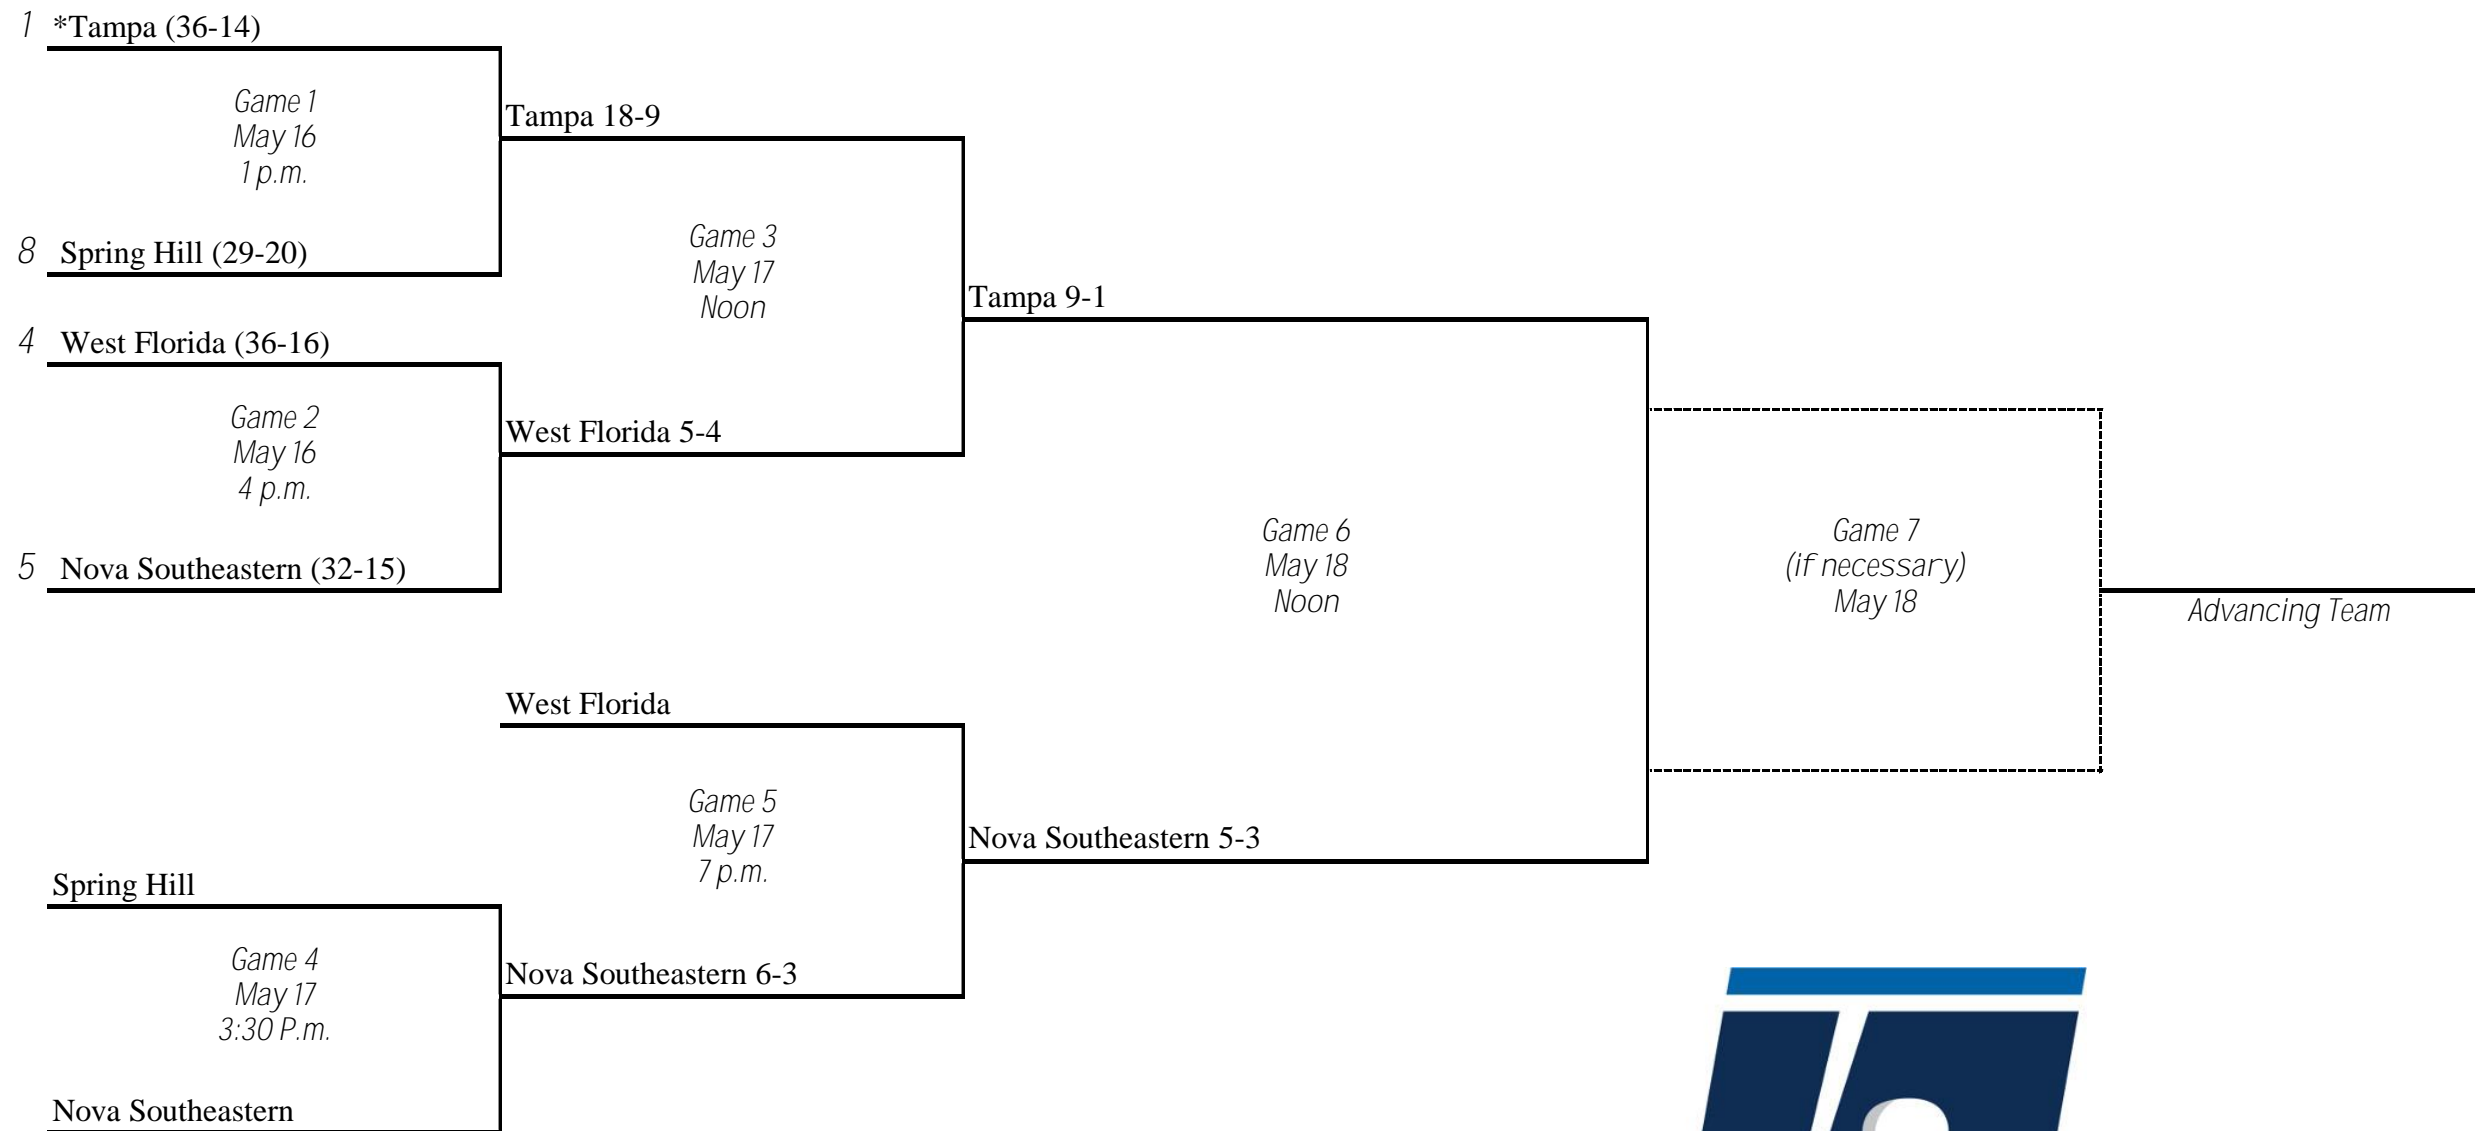 1 *Tampa (36-14)
Game 1
May 16
1 p.m.
Tampa 18-9
8 Spring Hill (29-20)
Game 3
May 17
Noon
Tampa 9-1
4 West Florida (36-16)
Game 2
May 16
4 p.m.
West Florida 5-4
5 Nova Southeastern (32-15)
Game 6
May 18
Noon
Game 7
(if necessary)
May 18
Advancing Team
West Florida
Game 5
May 17
7 p.m.
Nova Southeastern 5-3
Spring Hill
Game 4
May 17
3:30 P.m.
Nova Southeastern 6-3
Nova Southeastern